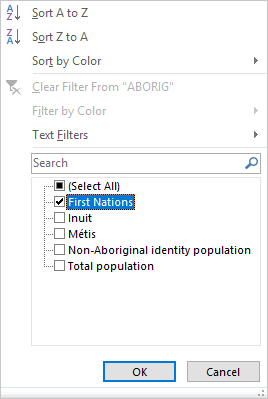 Sort A to Z
Sort Z to A
Sort by Color
Clear Filter From "ABORIG"
Filter by Color
Text Filters
Search
(Select All)
First Nations
Inuit
Métis
Non-Aboriginal identity population
Total population
OK Cancel